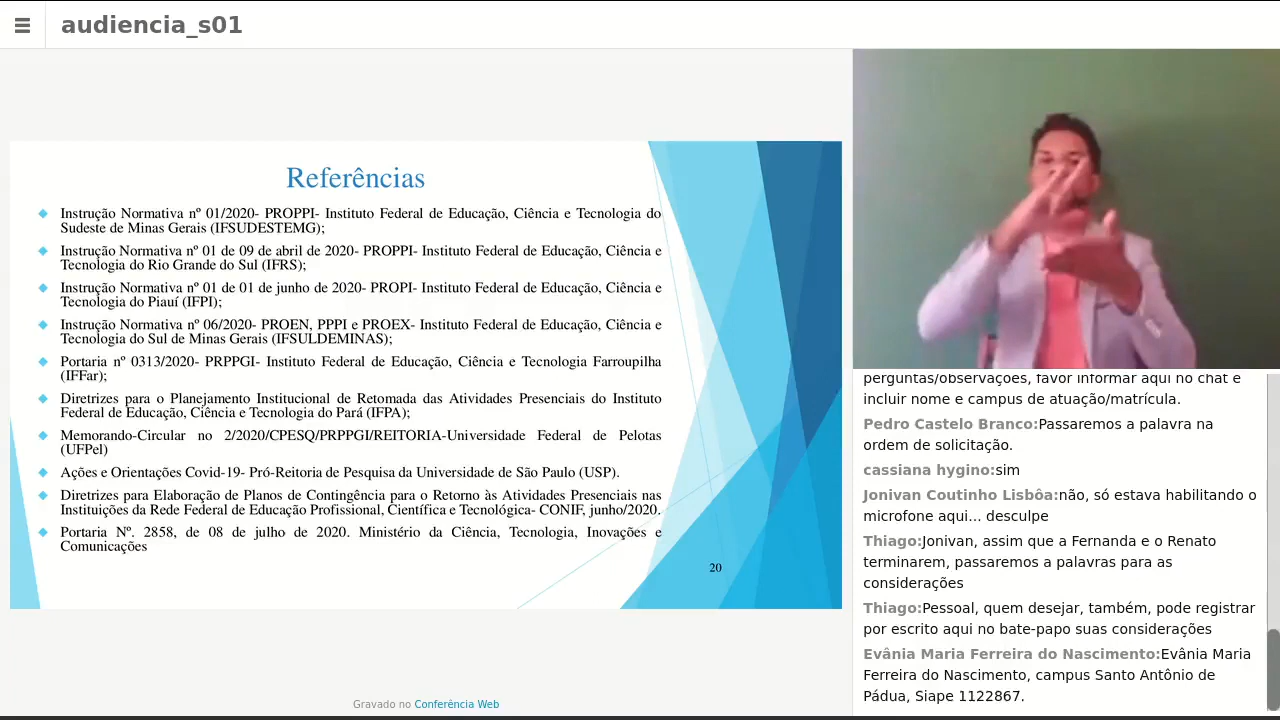 audiencia_s01
Referências
Instrução Normativa nº 01/2020- PROPPI- Instituto Federal de Educação, Ciência e Tecnologia do
Sudeste de Minas Gerais (IFSUDESTEMG);
Instrução Normativa nº 01 de 09 de abril de 2020- PROPPI- Instituto Federal de Educação, Ciência e
Tecnologia do Rio Grande do Sul (IFRS);
Instrução Normativa nº 01 de 01 de junho de 2020- PROPI- Instituto Federal de Educação, Ciência e
Tecnologia do Piauí (IFPI);
Instrução Normativa nº 06/2020- PROEN, PPPI e PROEX- Instituto Federal de Educação, Ciência e
Tecnologia do Sul de Minas Gerais (IFSULDEMINAS);
Portaria nº 0313/2020- PRPPGI- Instituto Federal de Educação, Ciência e Tecnologia Farroupilha
(IFFar);
Diretrizes para o Planejamento Institucional de Retomada das Atividades Presenciais do Instituto
Federal de Educação, Ciência e Tecnologia do Pará (IFPA);
Memorando-Circular no 2/2020/CPESQ/PRPPGI/REITORIA-Universidade Federal de Pelotas
(UFPel)
Ações e Orientações Covid-19- Pró-Reitoria de Pesquisa da Universidade de São Paulo (USP).
Diretrizes para Elaboração de Planos de Contingência para o Retorno às Atividades Presenciais nas
Instituições da Rede Federal de Educação Profissional, Científica e Tecnológica- CONIF, junho/2020.
Portaria Nº. 2858, de 08 de julho de 2020. Ministério da Ciência, Tecnologia, Inovações e
Comunicações
20
Gravado no Conferência Web
perguntas/observações, favor informar aqui no chat e
incluir nome e campus de atuação/matrícula.
Pedro Castelo Branco:Passaremos a palavra na
ordem de solicitação.
cassiana hygino:sim
Jonivan Coutinho Lisbôa:não, só estava habilitando o
microfone aqui... desculpe
Thiago:Jonivan, assim que a Fernanda e o Renato
terminarem, passaremos a palavras para as
considerações
Thiago:Pessoal, quem desejar, também, pode registrar
por escrito aqui no bate-papo suas considerações
Evânia Maria Ferreira do Nascimento:Evânia Maria
Ferreira do Nascimento, campus Santo Antônio de
Pádua, Siape 1122867.